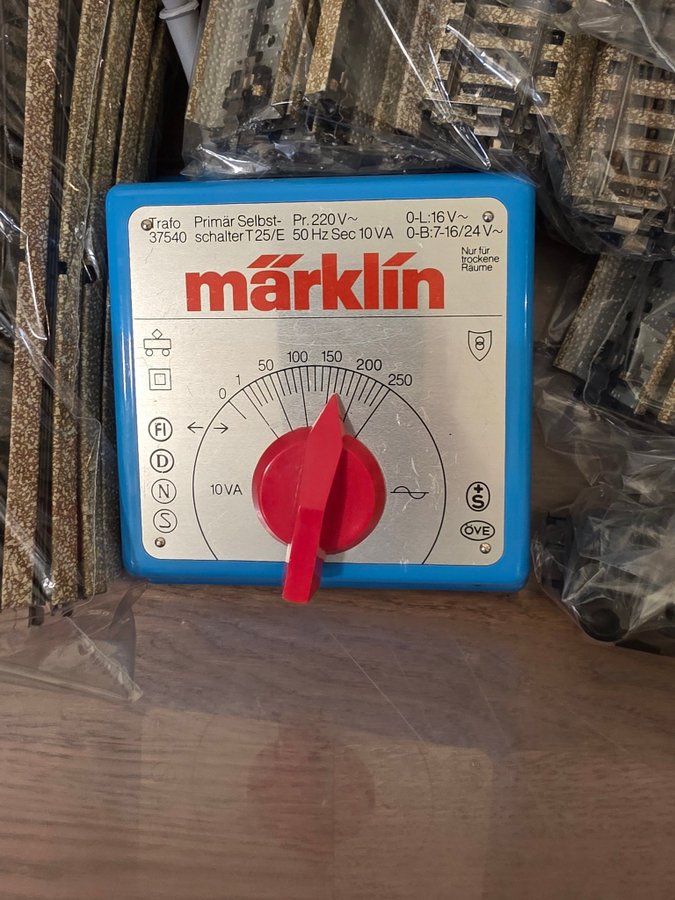 Trafo Primär Selbst- Pr. 220 V~ 0-L:16 V~
37540 schalter T 25/E 50 Hz Sec 10 VA 0-B:7-16/24 V~
Nur für
trockene
Räume
märklin
0 1 50 100 150 200 250
FI
D
N
S
10 VA
+
S
ÖVE